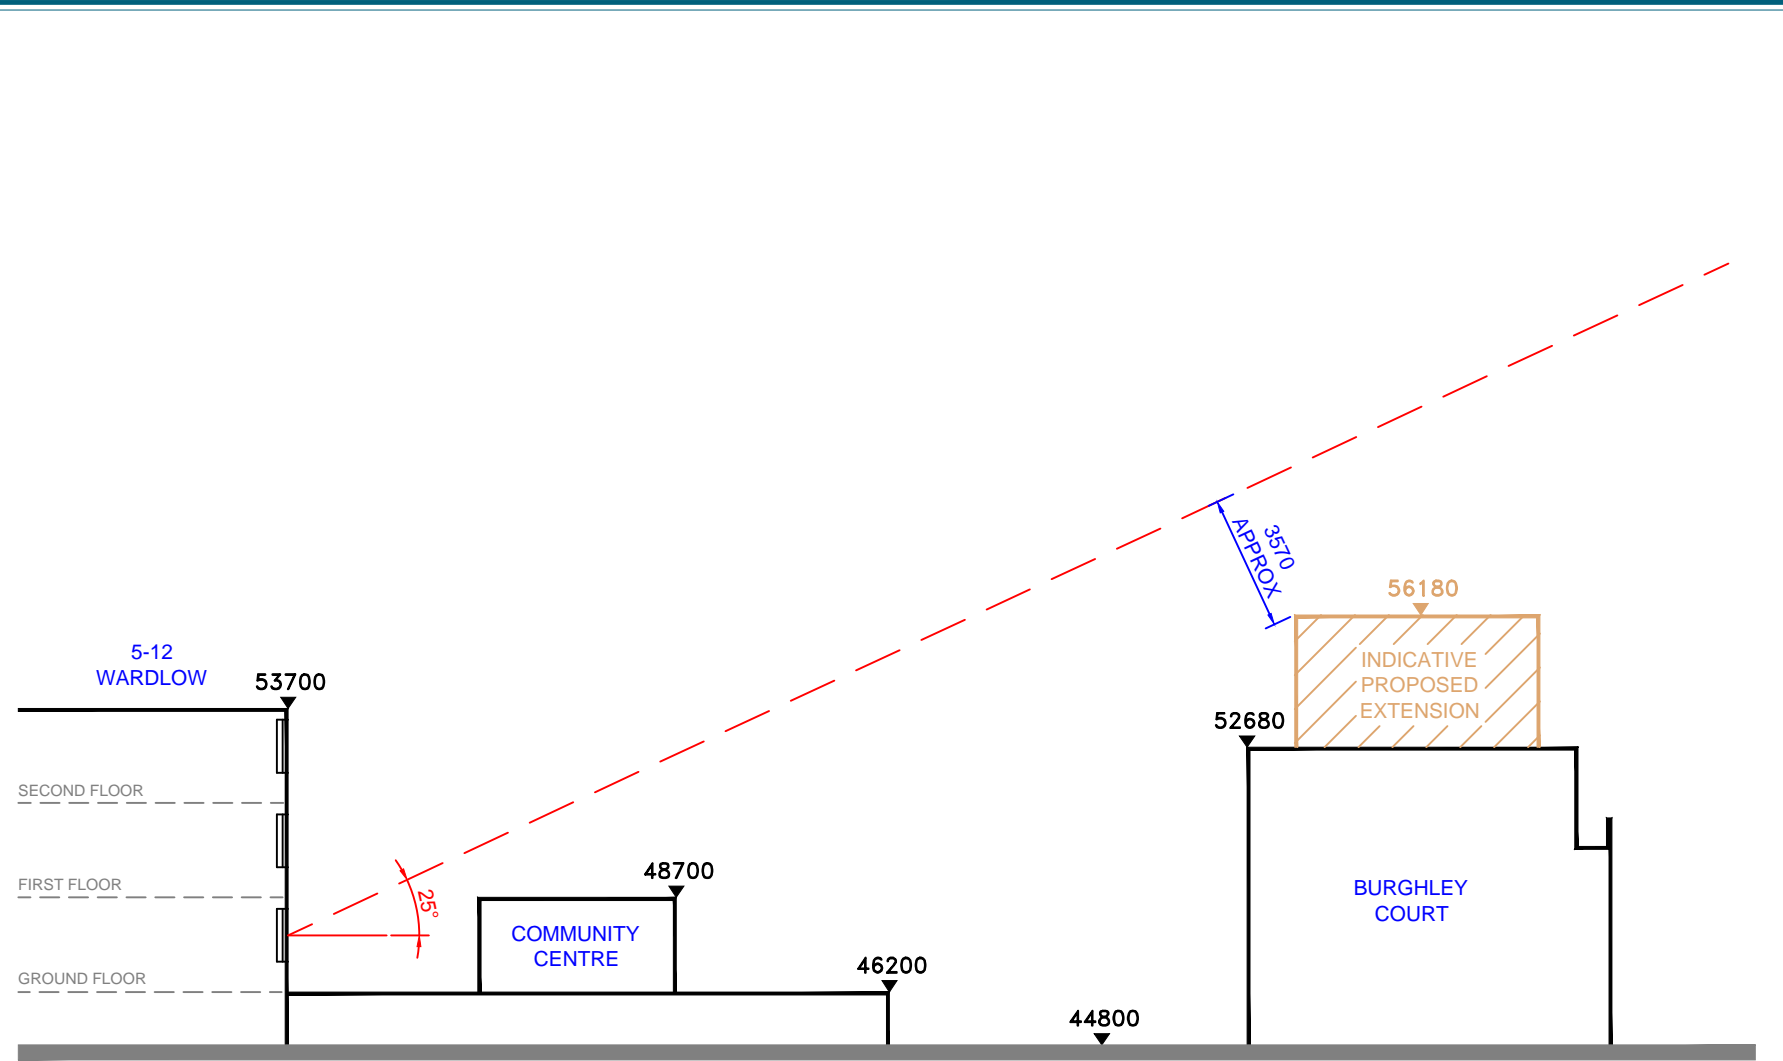 3570
APPROX
56180
INDICATIVE
PROPOSED
EXTENSION
5-12
WARDLOW
53700
52680
SECOND FLOOR
FIRST FLOOR
25°
48700
BURGHLEY
COURT
COMMUNITY
CENTRE
46200
GROUND FLOOR
44800